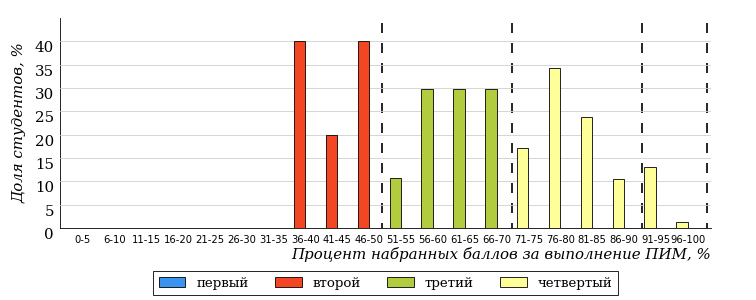 Доля студентов, %
40
35
30
25
20
15
10
5
0
0-5 6-10 11-15 16-20 21-25 26-30 31-35 36-40 41-45 46-50 51-55 56-60 61-65 66-70 71-75 76-80 81-85 86-90 91-95 96-100
Процент набранных баллов за выполнение ПИМ, %
первый второй третий четвертый